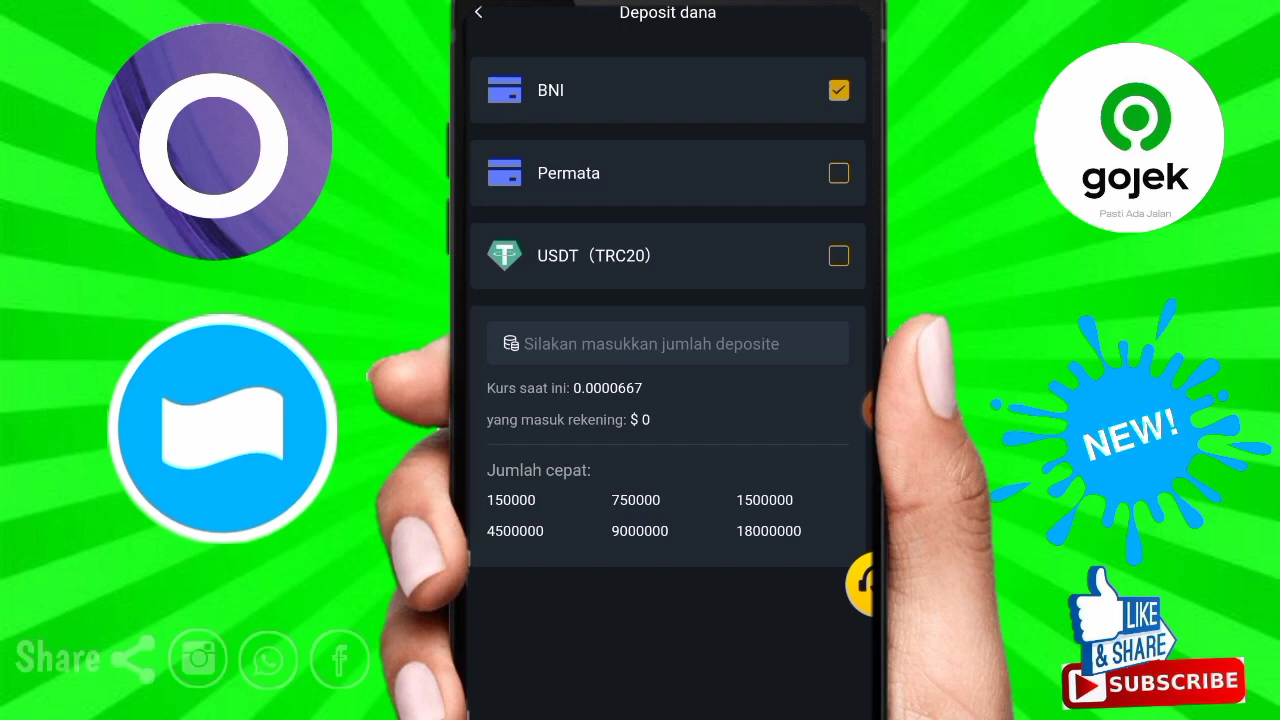 Deposit dana
BNI
Permata
USDT（TRC20）
Silakan masukkan jumlah deposite
Kurs saat ini: 0.0000667
yang masuk rekening: $ 0
Jumlah cepat:
150000 750000 1500000
4500000 9000000 18000000
gojek
Pasti Ada Jalan
NEW!
LIKE
& SHARE
SUBSCRIBE
Share